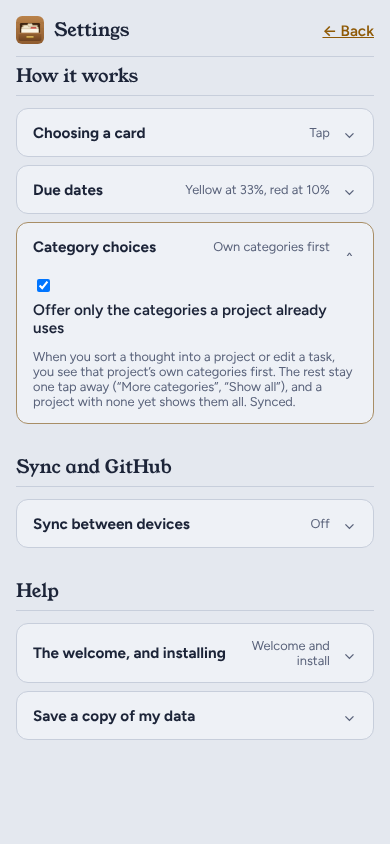 Settings
← Back
How it works
Choosing a card
Tap
Due dates
Yellow at 33%, red at 10%
Category choices
Own categories first
Offer only the categories a project already
uses
When you sort a thought into a project or edit a task,
you see that project’s own categories first. The rest stay
one tap away (“More categories”, “Show all”), and a
project with none yet shows them all. Synced.
Sync and GitHub
Sync between devices
Off
Help
The welcome, and installing
Welcome and
install
Save a copy of my data